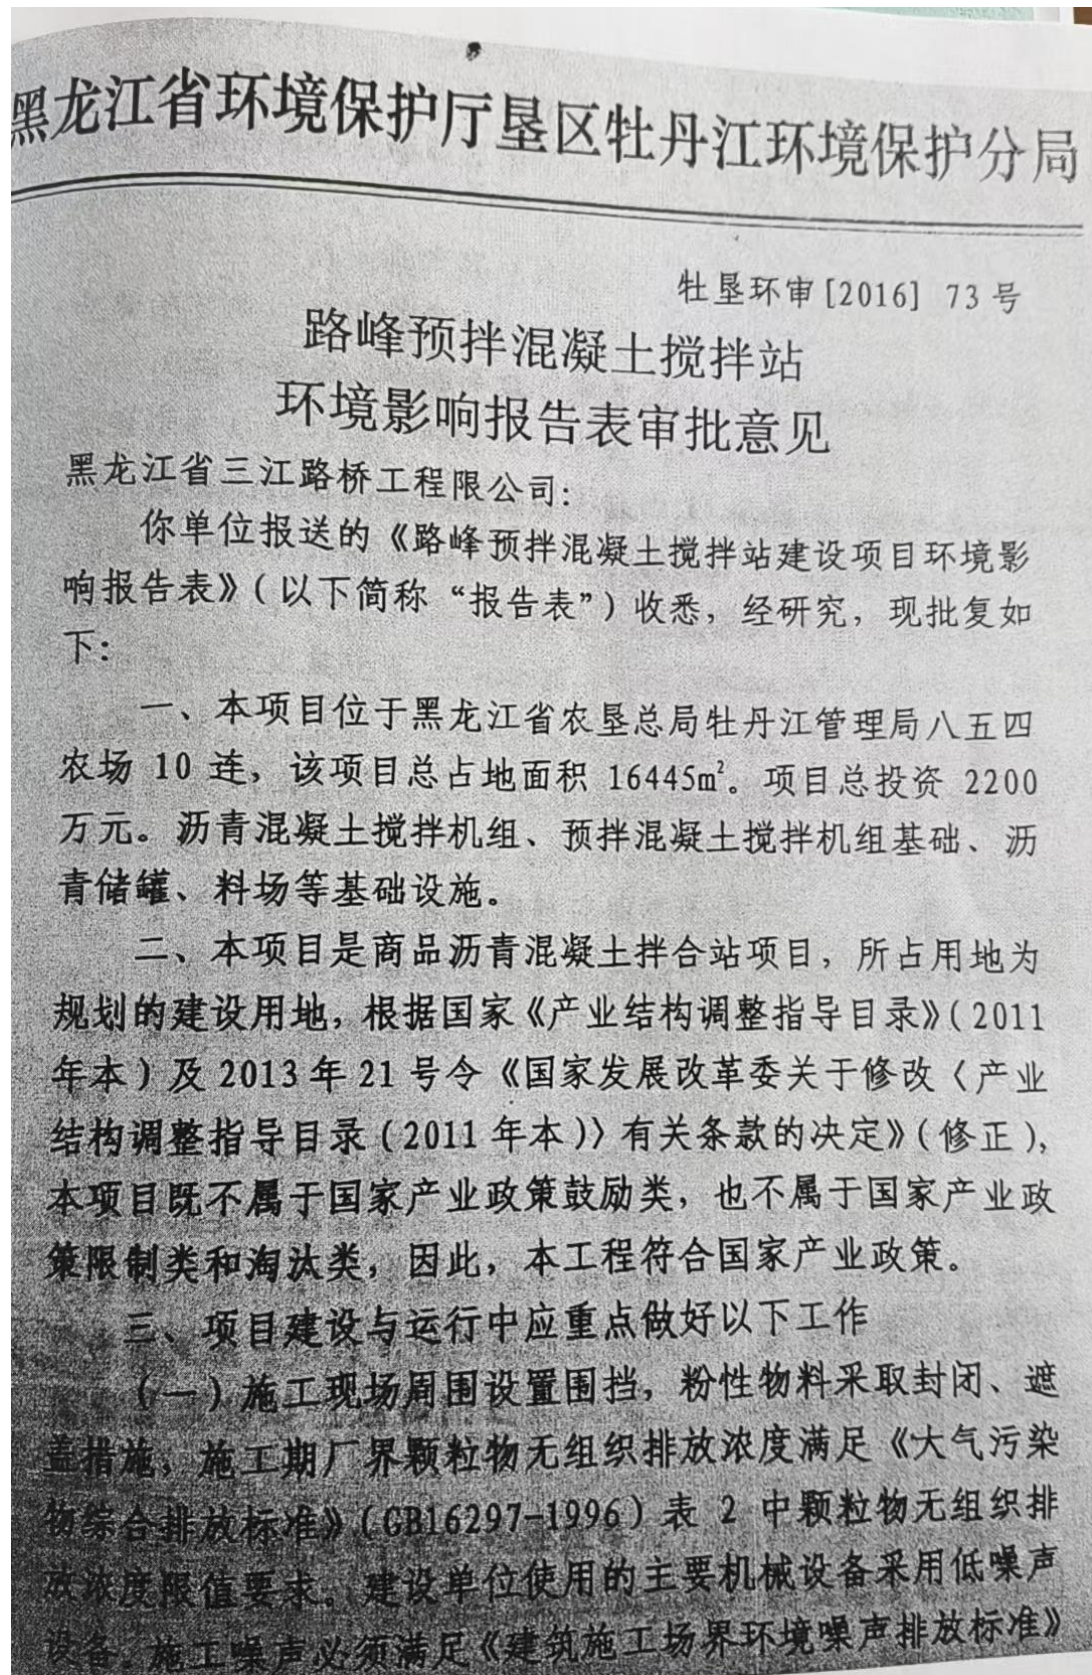 黑龙江省环境保护厅垦区牡丹江环境保护分局
牡垦环审[2016] 73号
路峰预拌混凝土搅拌站
环境影响报告表审批意见
黑龙江省三江路桥工程限公司：
你单位报送的《路峰预拌混凝土搅拌站建设项目环境影
响报告表》（以下简称“报告表”）收悉，经研究，现批复如
下：
一、本项目位于黑龙江省农垦总局牡丹江管理局八五四
农场 10 连，该项目总占地面积 16445㎡。项目总投资 2200
万元。沥青混凝土搅拌机组、预拌混凝土搅拌机组基础、沥
青储罐、料场等基础设施。
二、本项目是商品沥青混凝土拌合站项目，所占用地为
规划的建设用地，根据国家《产业结构调整指导目录》（2011
年本）及 2013 年 21 号令《国家发展改革委关于修改〈产业
结构调整指导目录（2011 年本）〉有关条款的决定》（修正），
本项目既不属于国家产业政策鼓励类，也不属于国家产业政
策限制类和淘汰类，因此，本工程符合国家产业政策。
三、项目建设与运行中应重点做好以下工作
（一）施工现场周围设置围挡，粉性物料采取封闭、遮
盖措施，施工期厂界颗粒物无组织排放浓度满足《大气污染
物综合排放标准》（GB16297-1996）表 2 中颗粒物无组织排
放浓度限值要求。建设单位使用的主要机械设备采用低噪声
设备，施工噪声必须满足《建筑施工场界环境噪声排放标准》